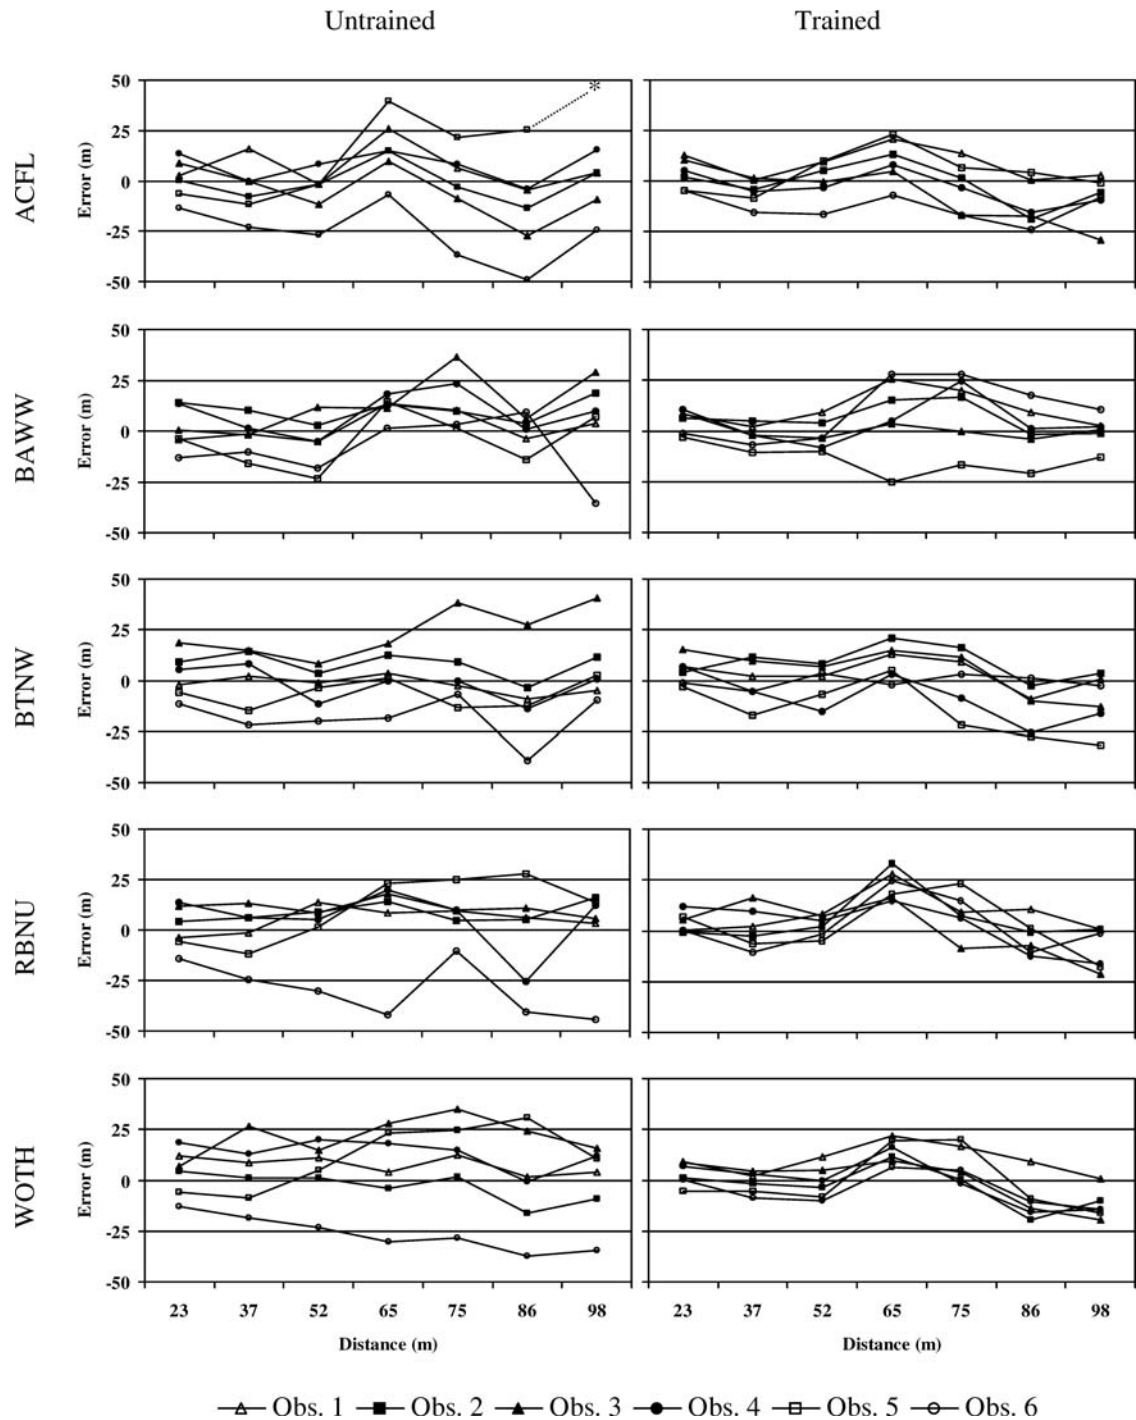 Untrained Trained
ACFL
Error (m)
50
25
0
-25
-50
*
BAWW
Error (m)
50
25
0
-25
-50
BTNW
Error (m)
50
25
0
-25
-50
RBNU
Error (m)
50
25
0
-25
-50
WOTH
Error (m)
50
25
0
-25
-50
23 37 52 65 75 86 98 23 37 52 65 75 86 98
Distance (m) Distance (m)
Obs. 1 Obs. 2 Obs. 3 Obs. 4 Obs. 5 Obs. 6